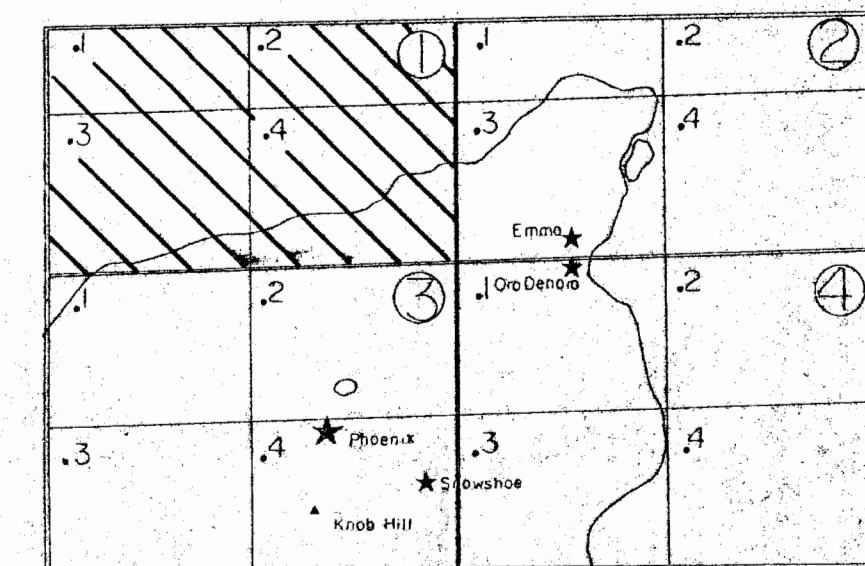 .1 .2 ① .1 .2 ②
.3 .4 .3 .4
Emma
.1 .2 ③ .1 Oro Denoro .2 ④
.3 .4 Phoenix .3 .4
Snowshoe
Knob Hill